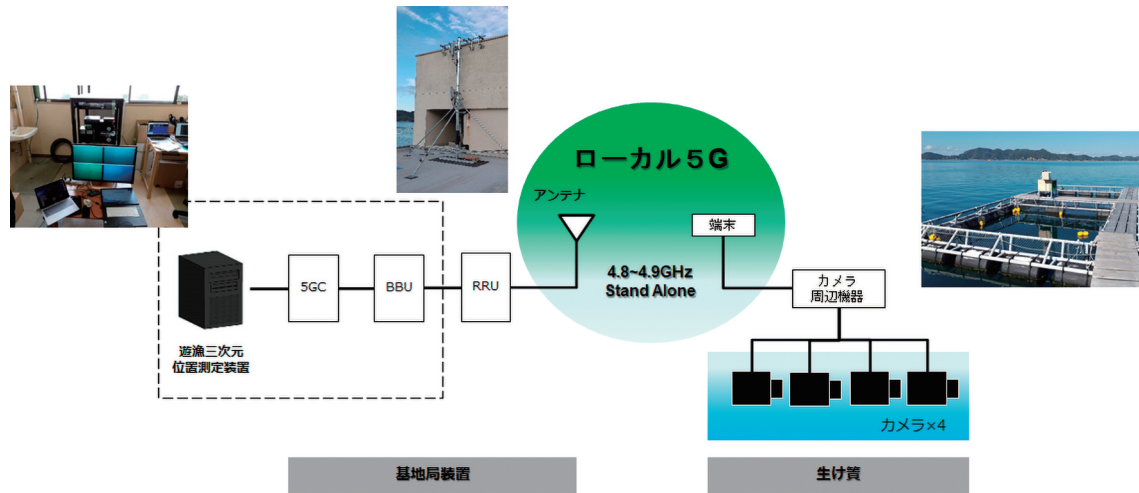 ローカル５G
アンテナ
端末
4.8~4.9GHz
Stand Alone
5GC
BBU
RRU
カメラ
周辺機器
遊漁三次元
位置測定装置
カメラ×4
基地局装置
生け簀